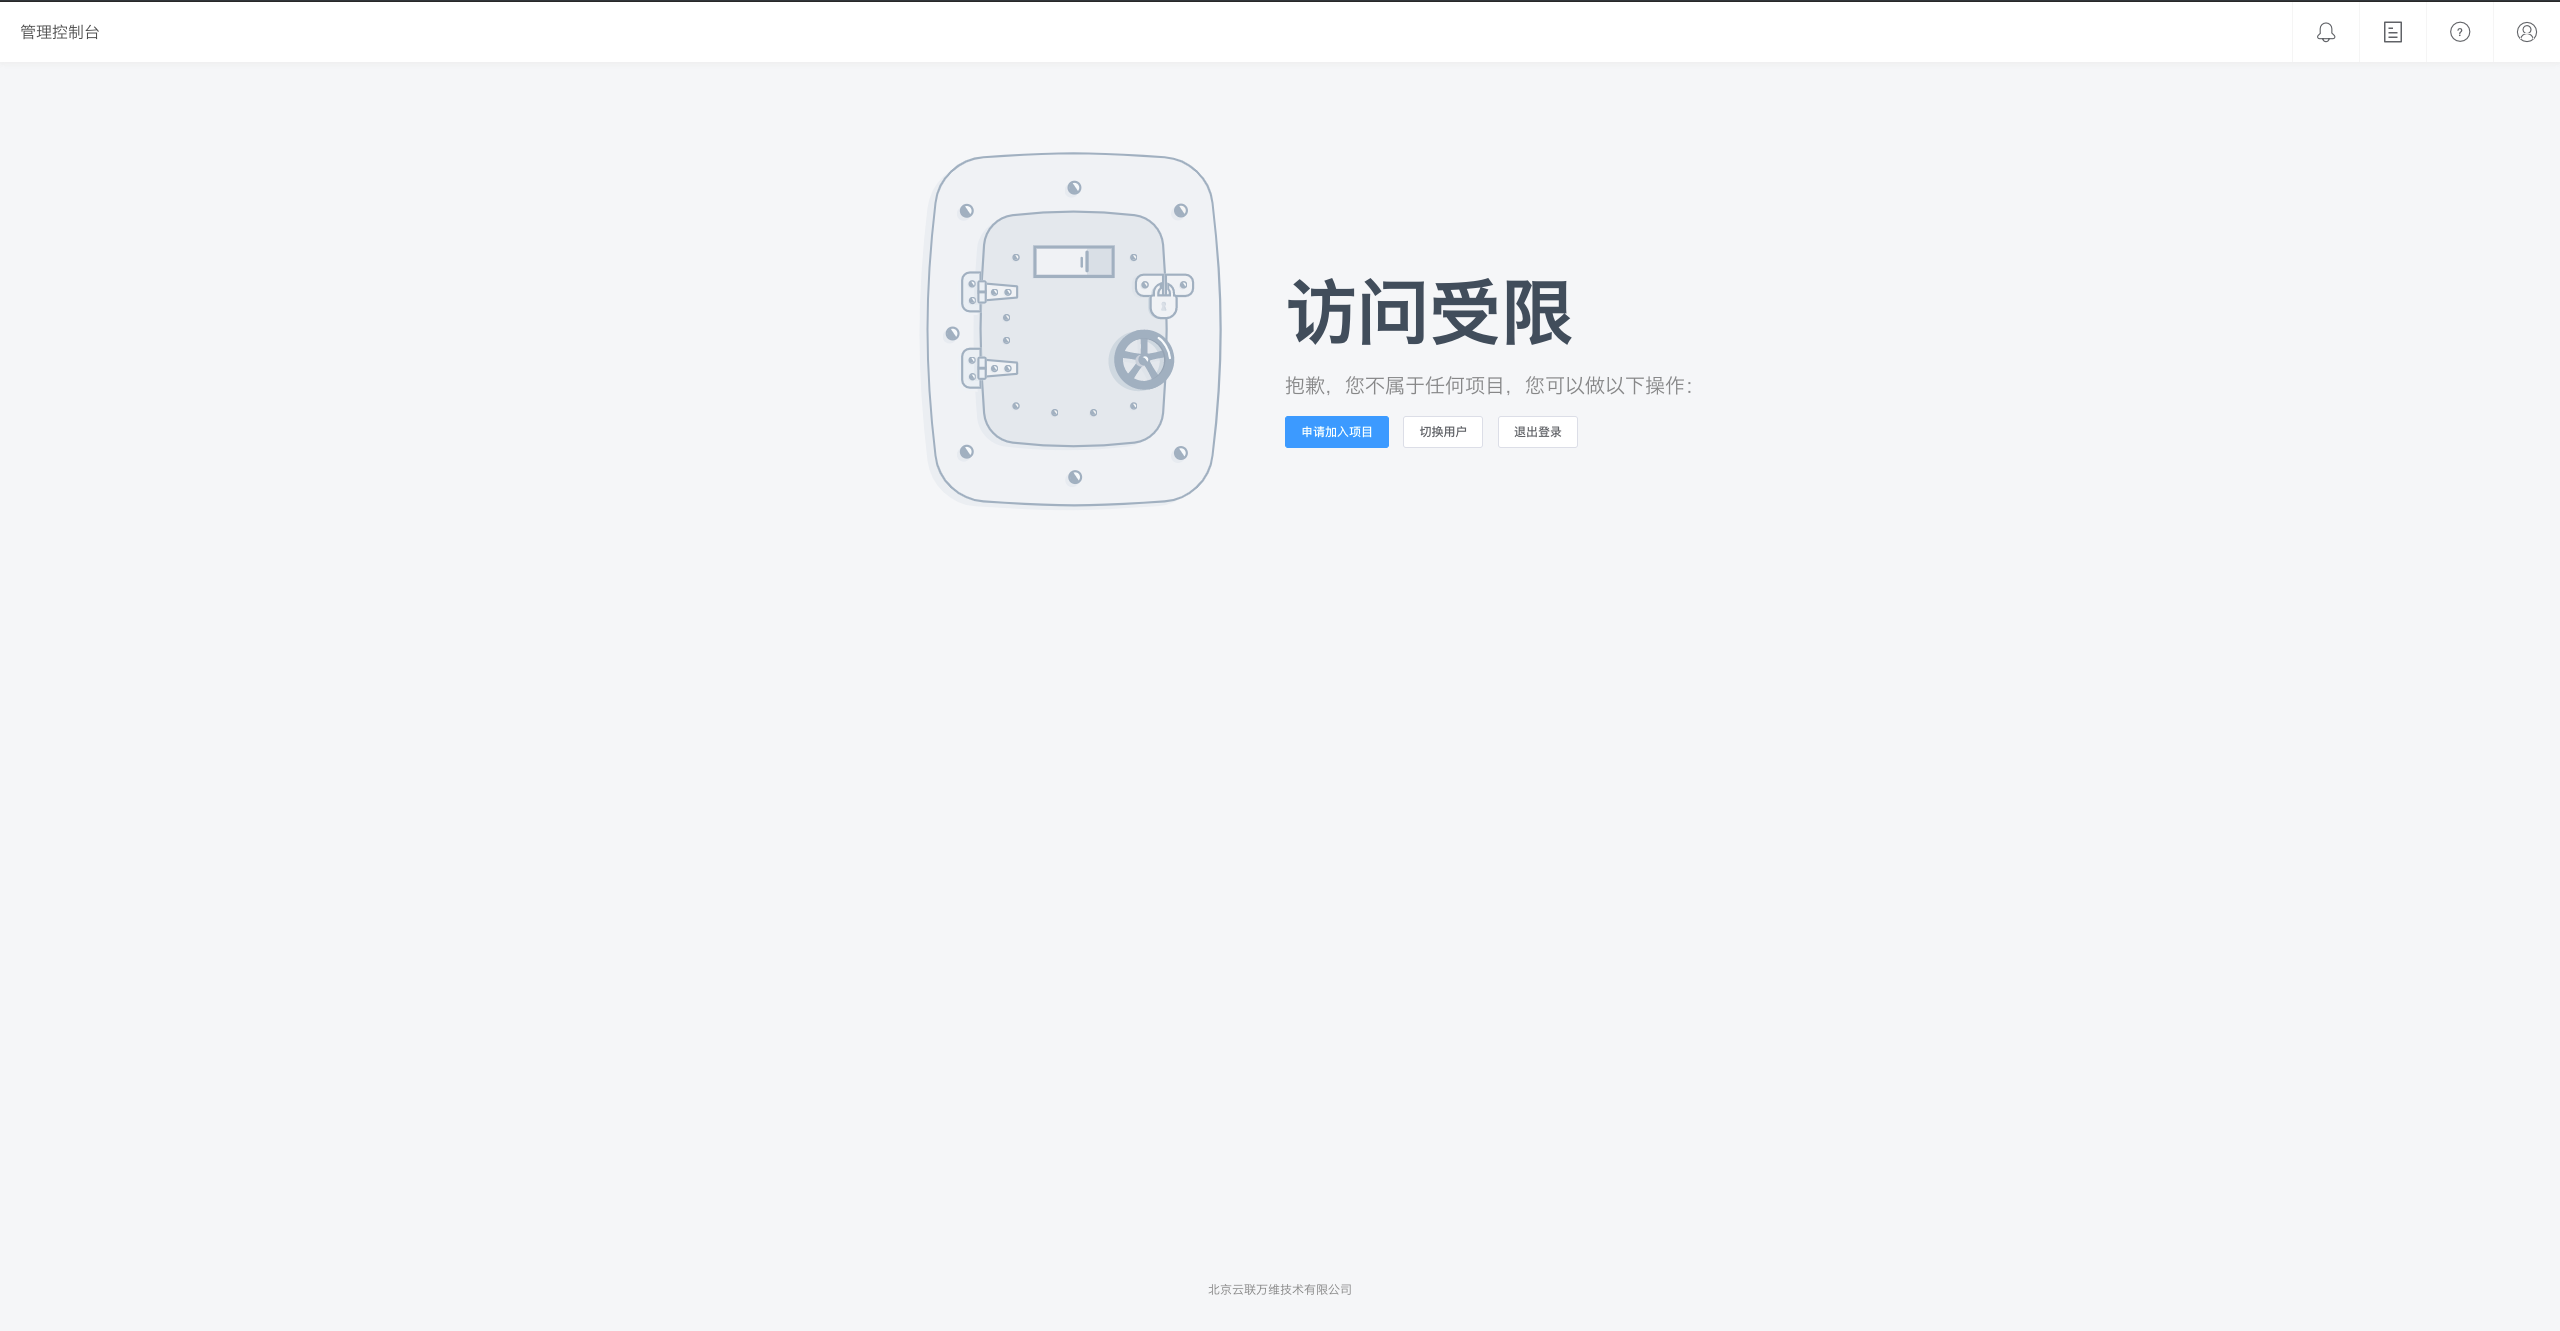 管理控制台
访问受限
抱歉，您不属于任何项目，您可以做以下操作：
申请加入项目 切换用户 退出登录
北京云联万维技术有限公司